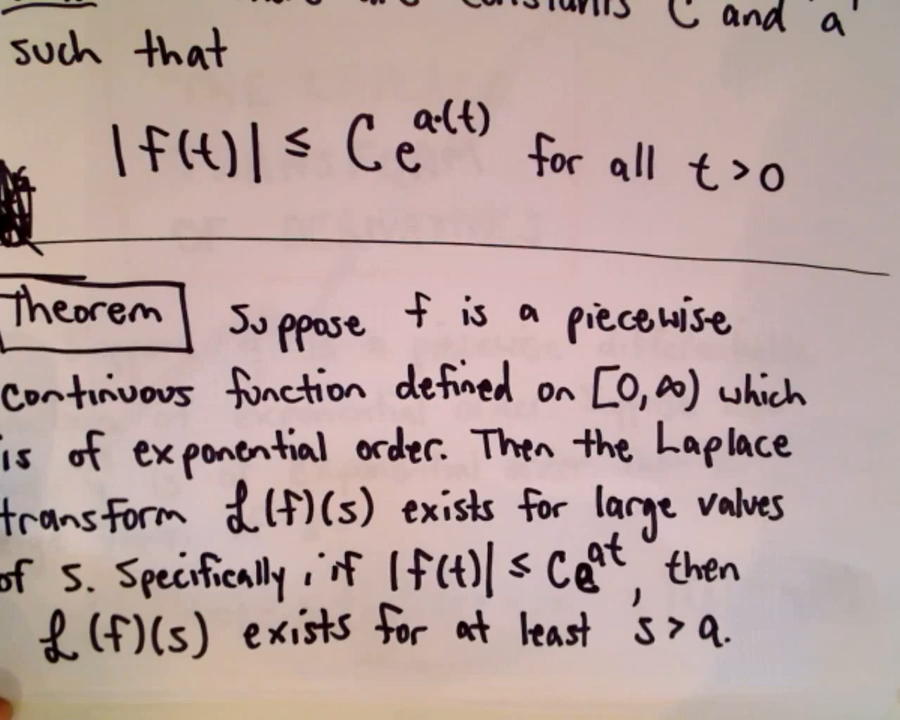 constants C and a
such that
|f(t)| ≤ Ce^{a·(t)} for all t > 0
Theorem Suppose f is a piecewise
continuous function defined on [0,∞) which
is of exponential order. Then the Laplace
transform ℒ(f)(s) exists for large values
of s. Specifically, if |f(t)| ≤ Ce^{at}, then
ℒ(f)(s) exists for at least s > a.